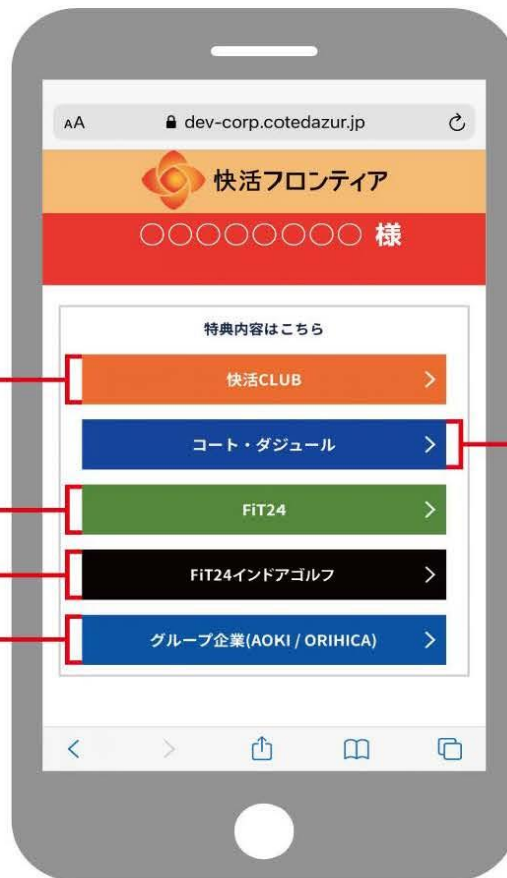 AA dev-corp.cotedazur.jp
快活フロンティア
○○○○○○○○ 様
特典内容はこちら
快活CLUB
コート・ダジュール
FiT24
FiT24インドアゴルフ
グループ企業(AOKI / ORIHICA)